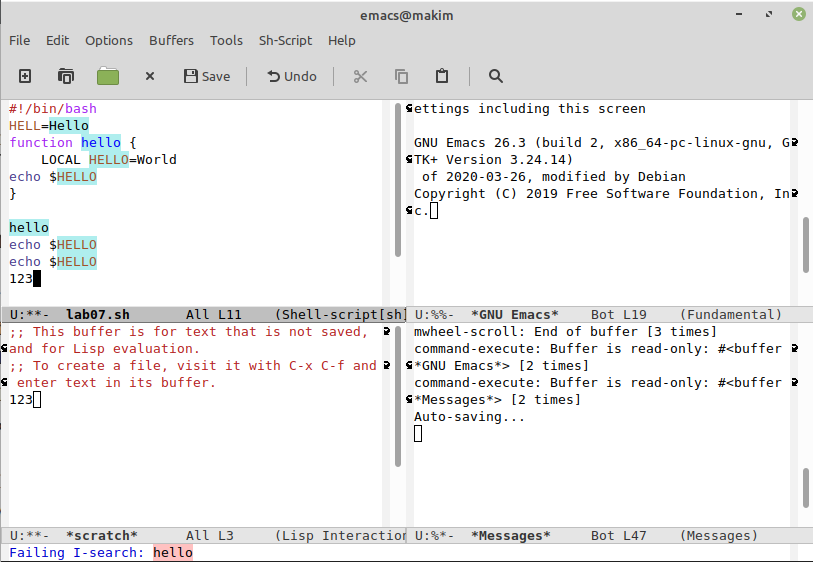 emacs@makim
File Edit Options Buffers Tools Sh-Script Help
Save Undo
#!/bin/bash
HELL=Hello
function hello {
    LOCAL HELLO=World
echo $HELLO
}
hello
echo $HELLO
echo $HELLO
123
U:**-  lab07.sh       All L11    (Shell-script[sh]
ettings including this screen
GNU Emacs 26.3 (build 2, x86_64-pc-linux-gnu, G
TK+ Version 3.24.14)
 of 2020-03-26, modified by Debian
Copyright (C) 2019 Free Software Foundation, In
c.
U:%%-  *GNU Emacs*    Bot L19    (Fundamental)
;; This buffer is for text that is not saved,
and for Lisp evaluation.
;; To create a file, visit it with C-x C-f and
 enter text in its buffer.
123
U:**-  *scratch*      All L3     (Lisp Interaction
mwheel-scroll: End of buffer [3 times]
command-execute: Buffer is read-only: #<buffer
*GNU Emacs*> [2 times]
command-execute: Buffer is read-only: #<buffer
*Messages*> [2 times]
Auto-saving...
U:%*-  *Messages*     Bot L47    (Messages)
Failing I-search: hello